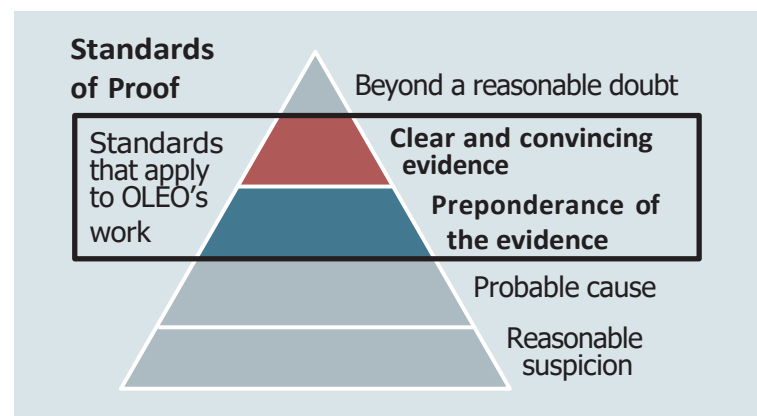 Standards
of Proof
Beyond a reasonable doubt
Standards
that apply
to OLEO's
work
Clear and convincing
evidence
Preponderance of
the evidence
Probable cause
Reasonable
suspicion